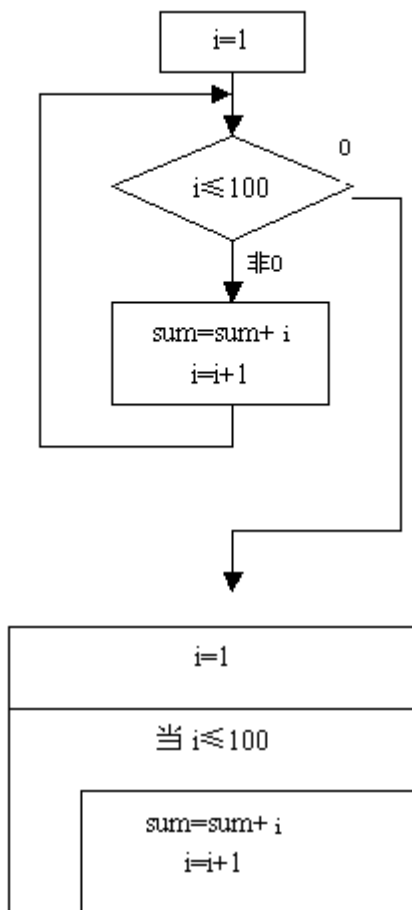 i=1
0
i≤100
非0
sum=sum+ i
i=i+1
i=1
当 i≤100
sum=sum+ i
i=i+1